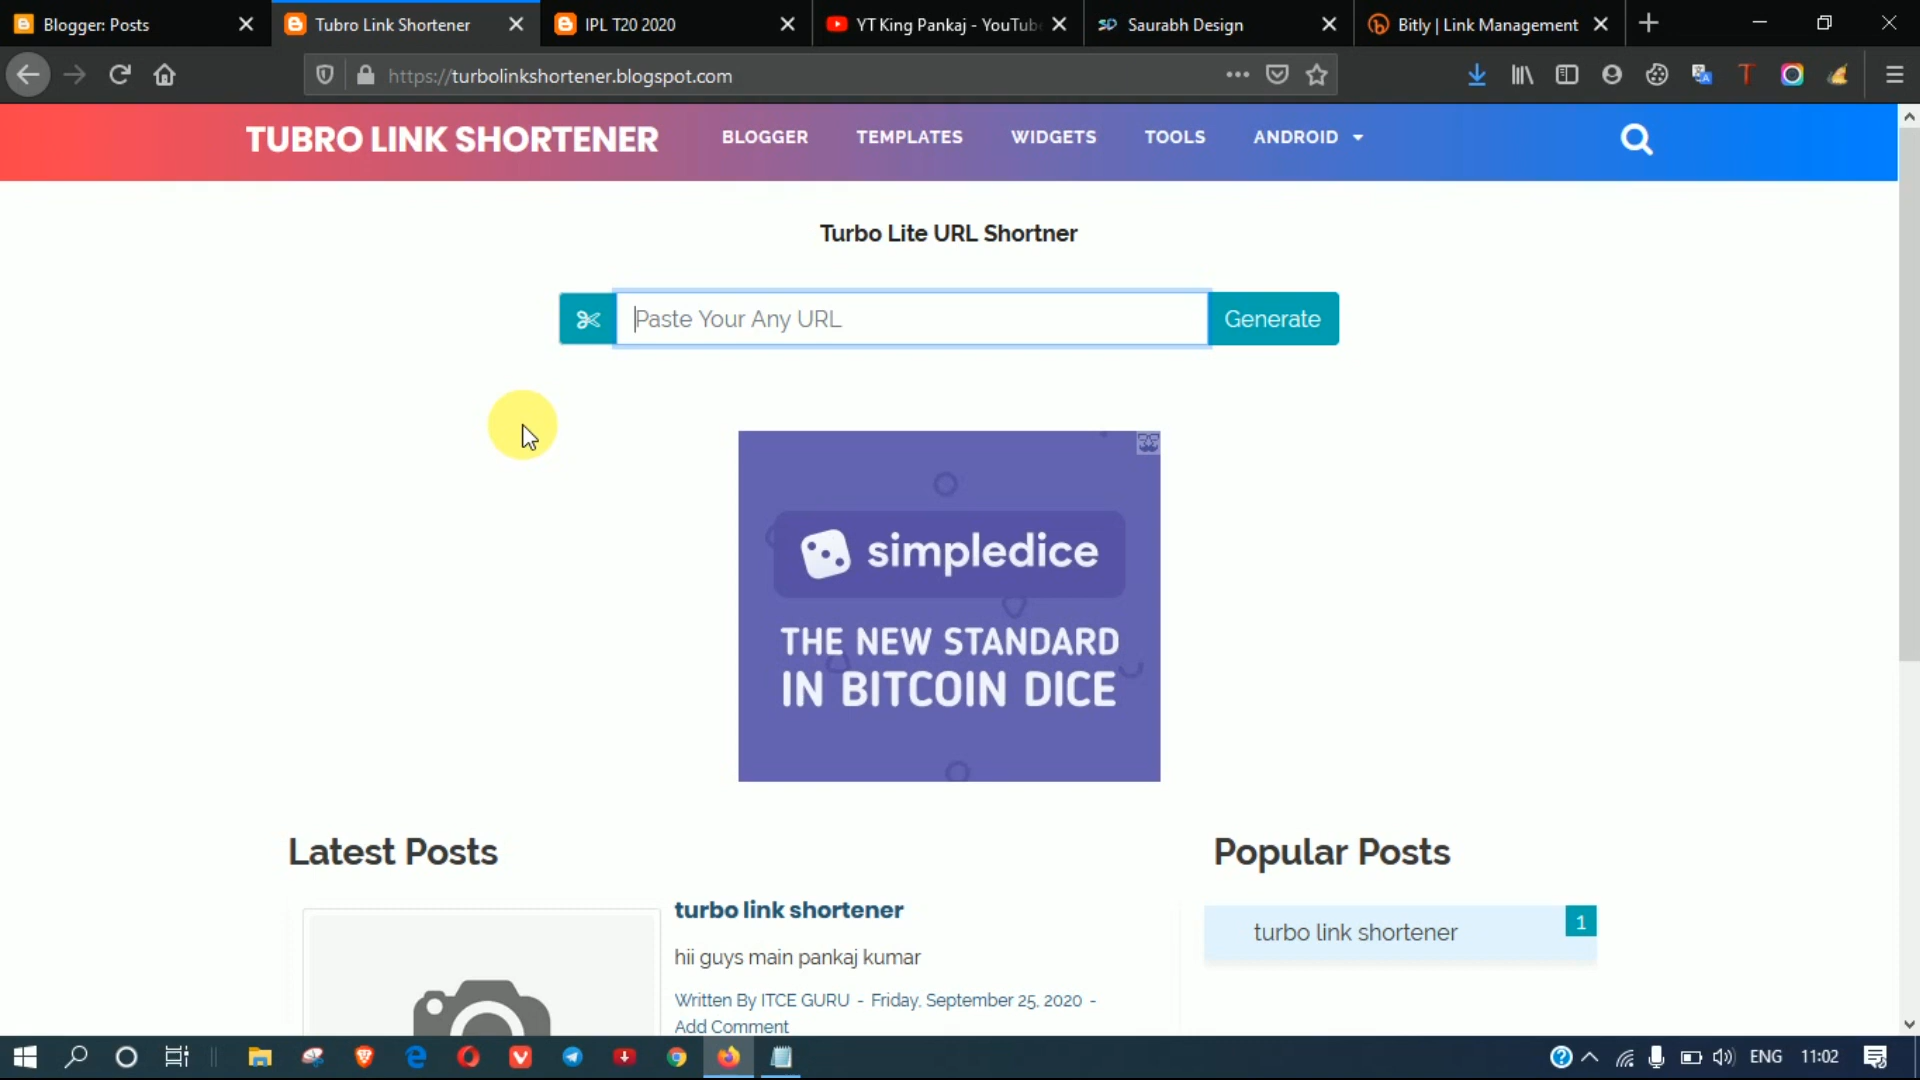 Blogger: Posts
Tubro Link Shortener
IPL T20 2020
YT King Pankaj - YouTube
Saurabh Design
Bitly | Link Management
https://turbolinkshortener.blogspot.com
TUBRO LINK SHORTENER
BLOGGER
TEMPLATES
WIDGETS
TOOLS
ANDROID
Turbo Lite URL Shortner
Paste Your Any URL
Generate
simpledice
THE NEW STANDARD
IN BITCOIN DICE
Latest Posts
Popular Posts
turbo link shortener
hii guys main pankaj kumar
Written By ITCE GURU - Friday, September 25, 2020 -
Add Comment
turbo link shortener
1
ENG
11:02